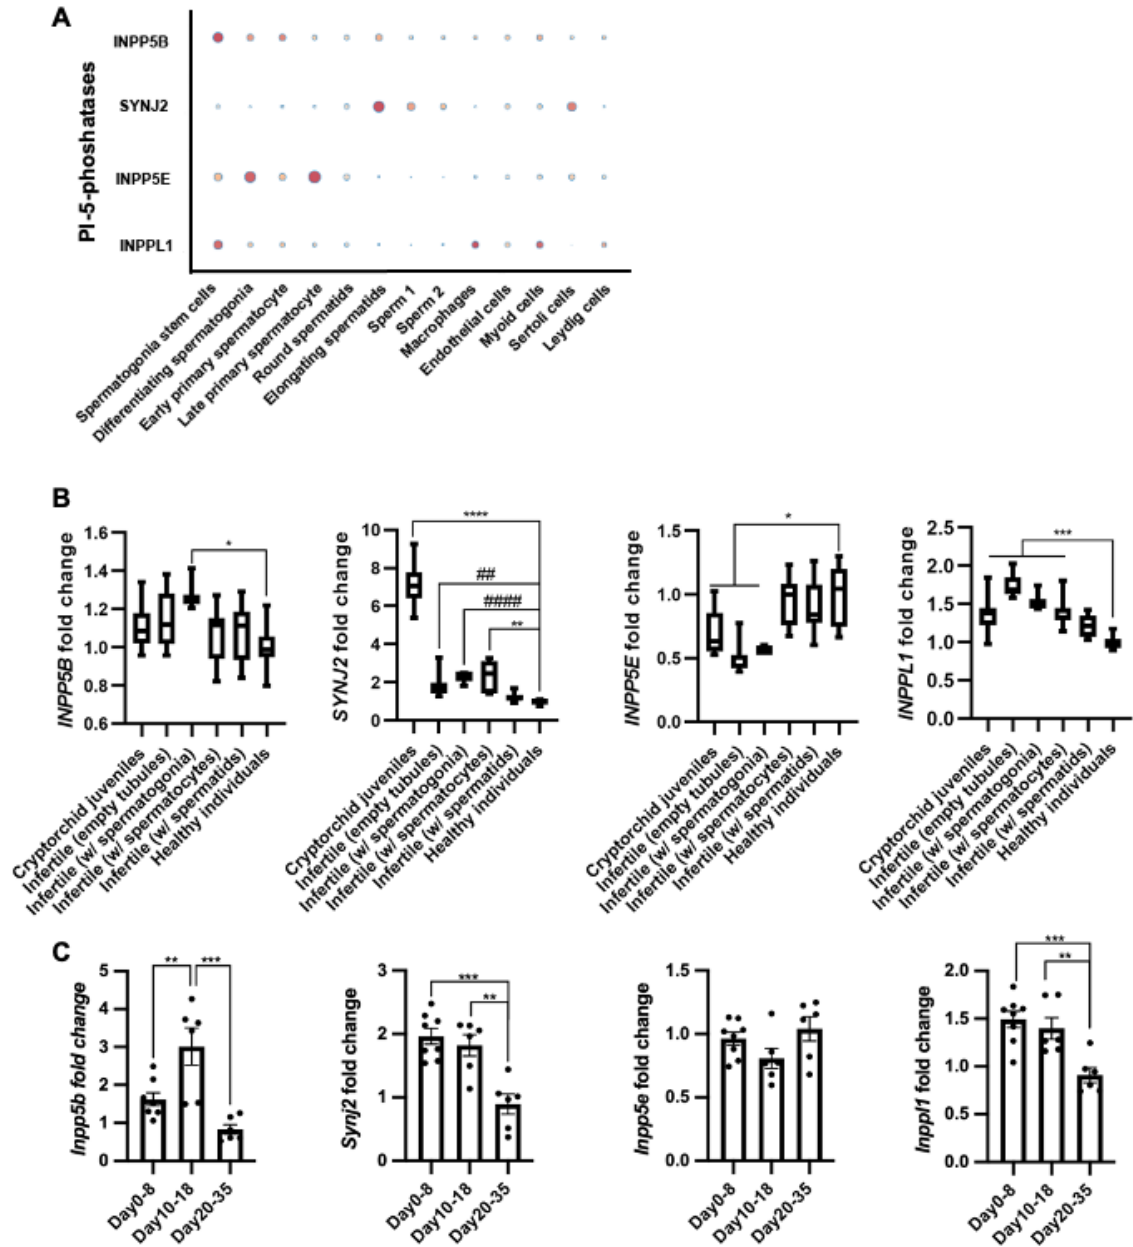 A
PI-5-phoshatases
INPP5B
SYNJ2
INPP5E
INPPL1
Spermatogonia stem cells
Differentiating spermatogonia
Early primary spermatocyte
Late primary spermatocyte
Round spermatids
Elongating spermatids
Sperm 1
Sperm 2
Macrophages
Endothelial cells
Myoid cells
Sertoli cells
Leydig cells
B
INPP5B fold change
1.6
1.4
1.2
1.0
0.8
0.6
*
Cryptorchid juveniles
Infertile (empty tubules)
Infertile (w/ spermatogonia)
Infertile (w/ spermatocytes)
Infertile (w/ spermatids)
Healthy individuals
SYNJ2 fold change
10
8
6
4
2
0
****
##
####
**
Cryptorchid juveniles
Infertile (empty tubules)
Infertile (w/ spermatogonia)
Infertile (w/ spermatocytes)
Infertile (w/ spermatids)
Healthy individuals
INPP5E fold change
1.5
1.0
0.5
0.0
*
Cryptorchid juveniles
Infertile (empty tubules)
Infertile (w/ spermatogonia)
Infertile (w/ spermatocytes)
Infertile (w/ spermatids)
Healthy individuals
INPPL1 fold change
2.5
2.0
1.5
1.0
0.5
0.0
***
Cryptorchid juveniles
Infertile (empty tubules)
Infertile (w/ spermatogonia)
Infertile (w/ spermatocytes)
Infertile (w/ spermatids)
Healthy individuals
C
Inpp5b fold change
5
4
3
2
1
0
**
***
Day0-8
Day10-18
Day20-35
Synj2 fold change
3
2
1
0
***
**
Day0-8
Day10-18
Day20-35
Inpp5e fold change
1.5
1.0
0.5
0.0
Day0-8
Day10-18
Day20-35
Inppl1 fold change
2.0
1.5
1.0
0.5
0.0
***
**
Day0-8
Day10-18
Day20-35